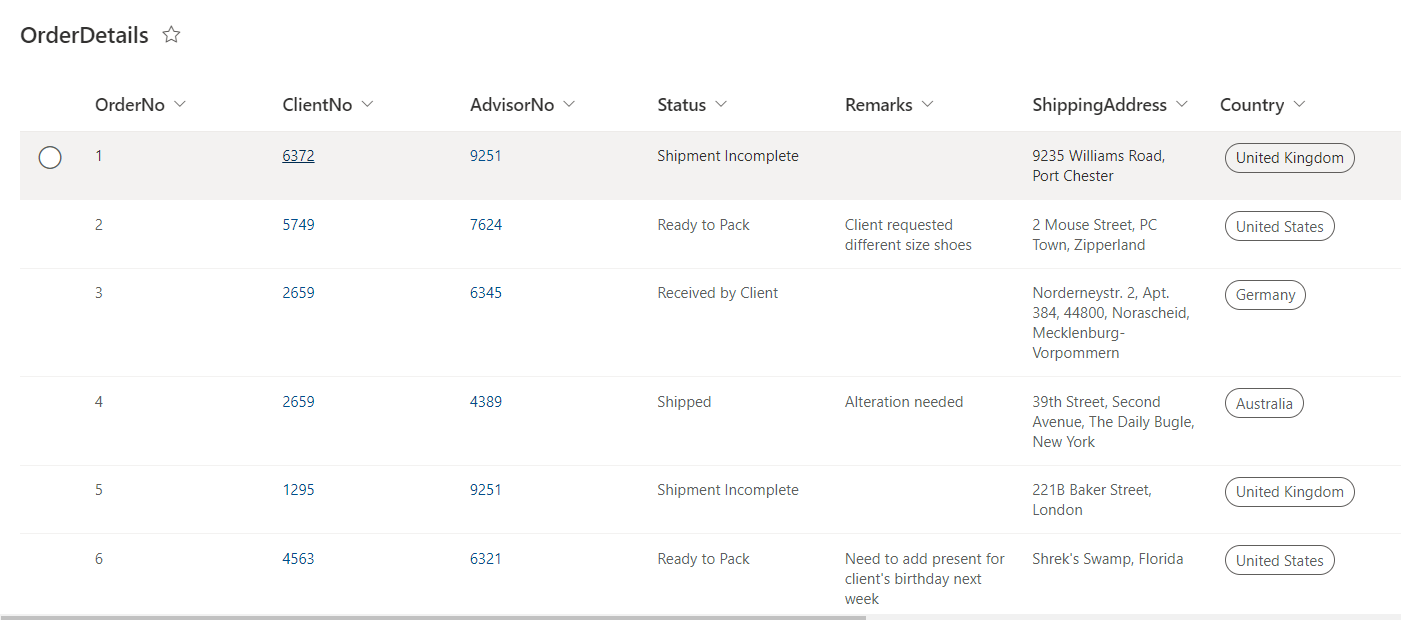 OrderDetails
OrderNo ClientNo AdvisorNo Status Remarks ShippingAddress Country
1 6372 9251 Shipment Incomplete 9235 Williams Road, United Kingdom
Port Chester
2 5749 7624 Ready to Pack Client requested 2 Mouse Street, PC United States
different size shoes Town, Zipperland
3 2659 6345 Received by Client Norderneystr. 2, Apt. Germany
384, 44800, Norascheid,
Mecklenburg-
Vorpommern
4 2659 4389 Shipped Alteration needed 39th Street, Second Australia
Avenue, The Daily Bugle,
New York
5 1295 9251 Shipment Incomplete 221B Baker Street, United Kingdom
London
6 4563 6321 Ready to Pack Need to add present for Shrek's Swamp, Florida United States
client's birthday next
week